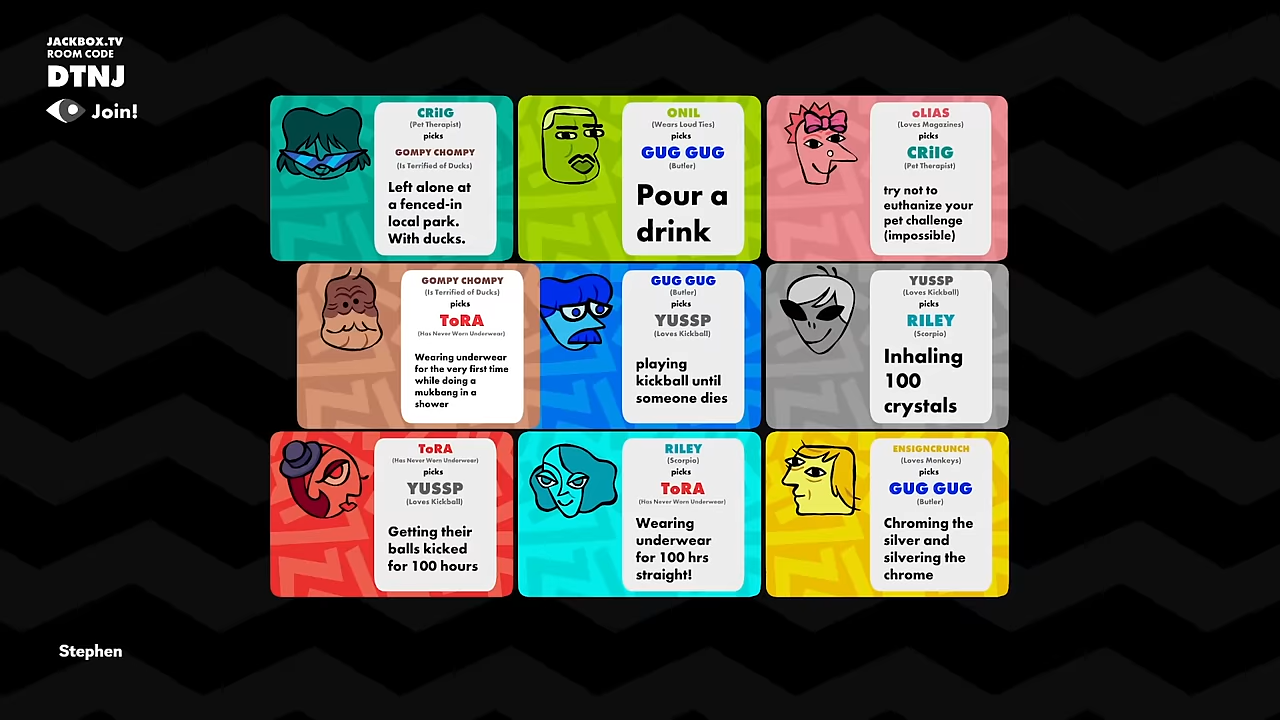 JACKBOX.TV
ROOM CODE
DTNJ
Join!
CRiIG
(Pet Therapist)
picks
GOMPY CHOMPY
(Is Terrified of Ducks)
Left alone at
a fenced-in
local park.
With ducks.
ONIL
(Wears Loud Ties)
picks
GUG GUG
(Butler)
Pour a
drink
oLIAS
(Loves Magazines)
picks
CRiIG
(Pet Therapist)
try not to
euthanize your
pet challenge
(impossible)
GOMPY CHOMPY
(Is Terrified of Ducks)
picks
ToRA
(Has Never Worn Underwear)
Wearing underwear
for the very first time
while doing a
mukbang in a
shower
GUG GUG
(Butler)
picks
YUSSP
(Loves Kickball)
playing
kickball until
someone dies
YUSSP
(Loves Kickball)
picks
RILEY
(Scorpio)
Inhaling
100
crystals
ToRA
(Has Never Worn Underwear)
picks
YUSSP
(Loves Kickball)
Getting their
balls kicked
for 100 hours
RILEY
(Scorpio)
picks
ToRA
(Has Never Worn Underwear)
Wearing
underwear
for 100 hrs
straight!
ENSIGNCRUNCH
(Loves Monkeys)
picks
GUG GUG
(Butler)
Chroming the
silver and
silvering the
chrome
Stephen